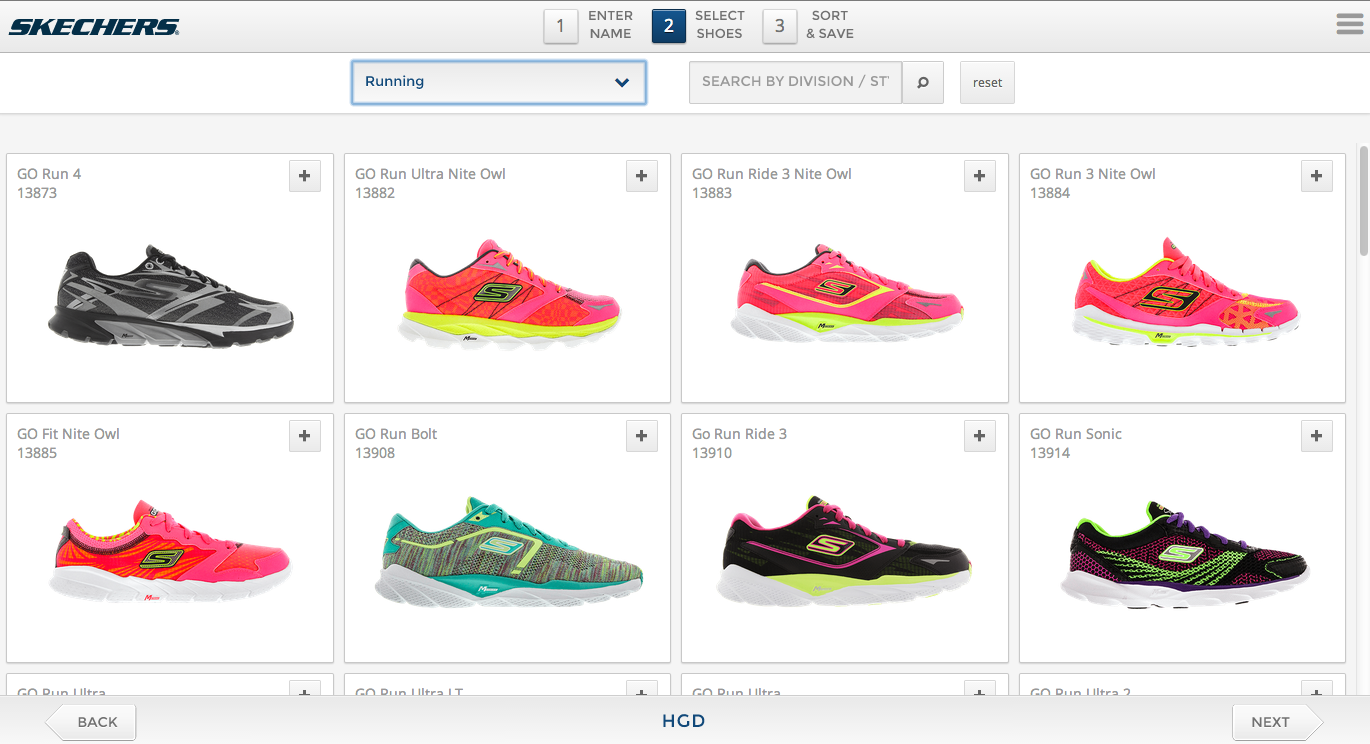 SKECHERS
1 ENTER NAME
2 SELECT SHOES
3 SORT & SAVE
Running
SEARCH BY DIVISION / ST
reset
GO Run 4
13873
GO Run Ultra Nite Owl
13882
GO Run Ride 3 Nite Owl
13883
GO Run 3 Nite Owl
13884
GO Fit Nite Owl
13885
GO Run Bolt
13908
Go Run Ride 3
13910
GO Run Sonic
13914
GO Run Ultra
GO Run Ultra LT
GO Run Ultra
GO Run Ultra 2
BACK
HGD
NEXT